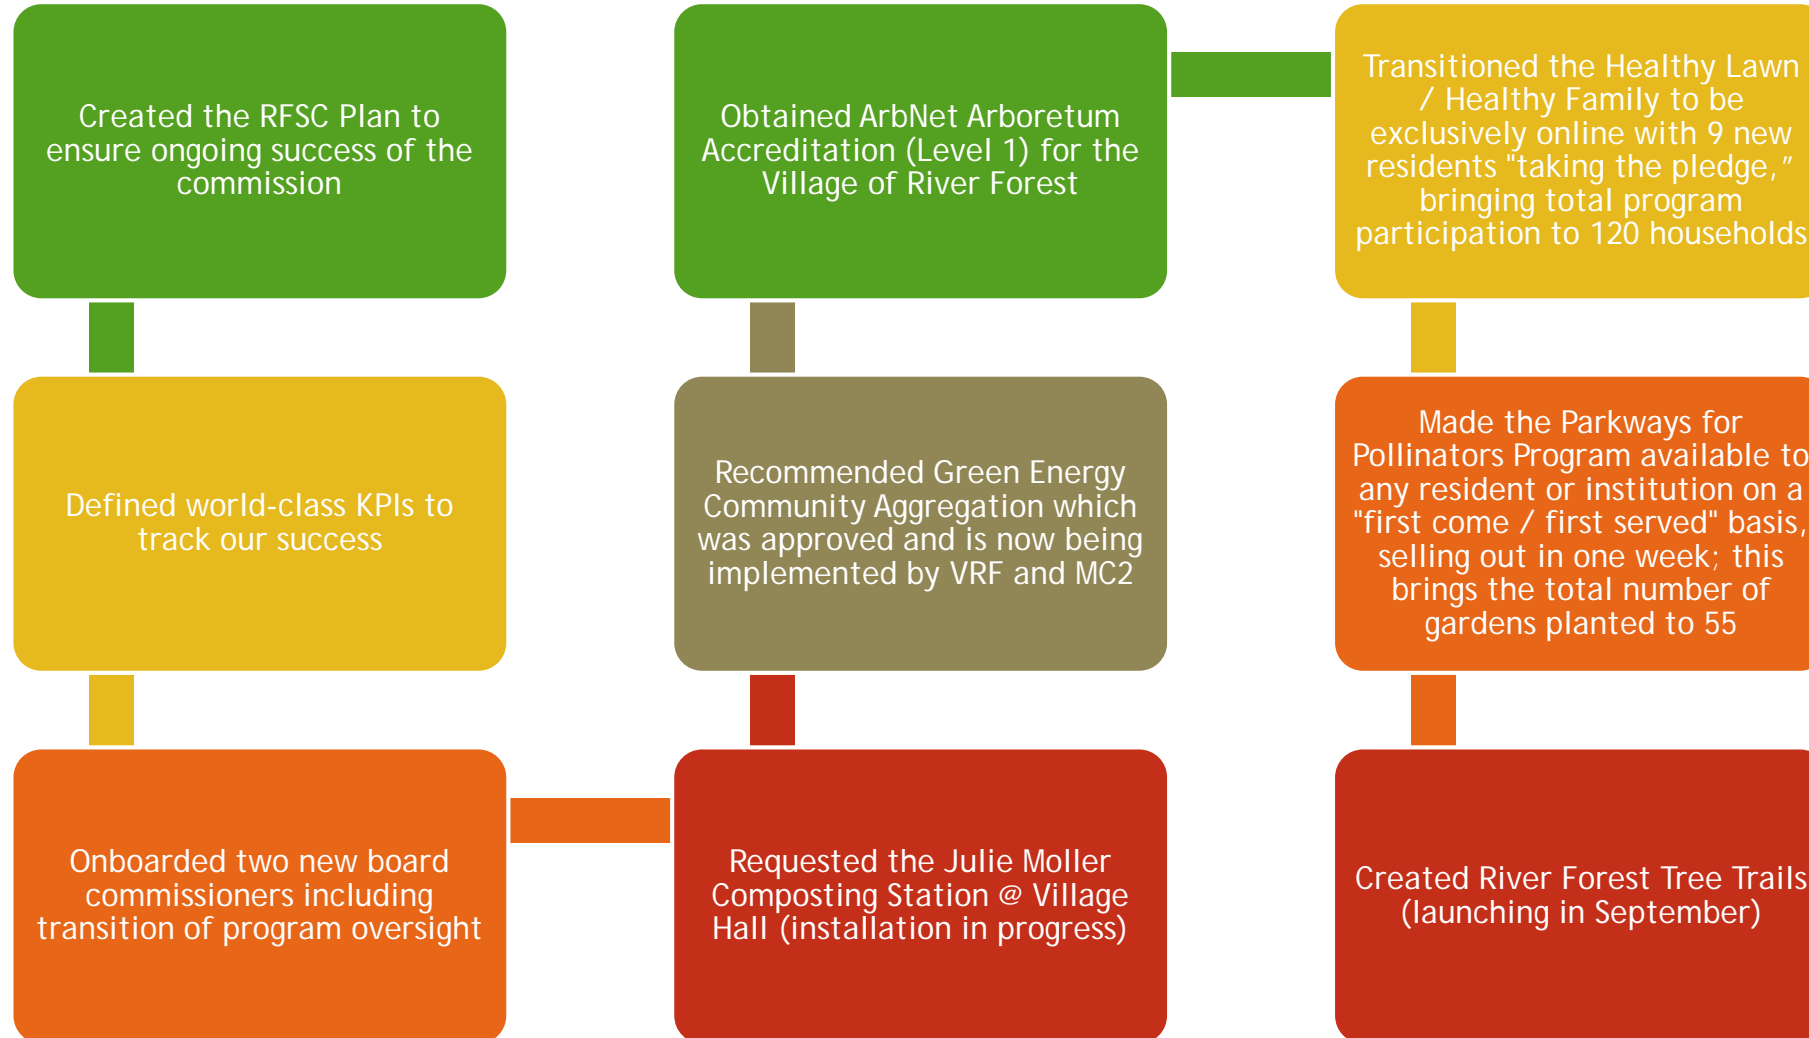 Created the RFSC Plan to
ensure ongoing success of the
commission
Defined world-class KPIs to
track our success
Onboarded two new board
commissioners including
transition of program oversight
Requested the Julie Moller
Composting Station @ Village
Hall (installation in progress)
Recommended Green Energy
Community Aggregation which
was approved and is now being
implemented by VRF and MC2
Obtained ArbNet Arboretum
Accreditation (Level 1) for the
Village of River Forest
Transitioned the Healthy Lawn
/ Healthy Family to be
exclusively online with 9 new
residents "taking the pledge,”
bringing total program
participation to 120 households
Made the Parkways for
Pollinators Program available to
any resident or institution on a
"first come / first served" basis,
selling out in one week; this
brings the total number of
gardens planted to 55
Created River Forest Tree Trails
(launching in September)